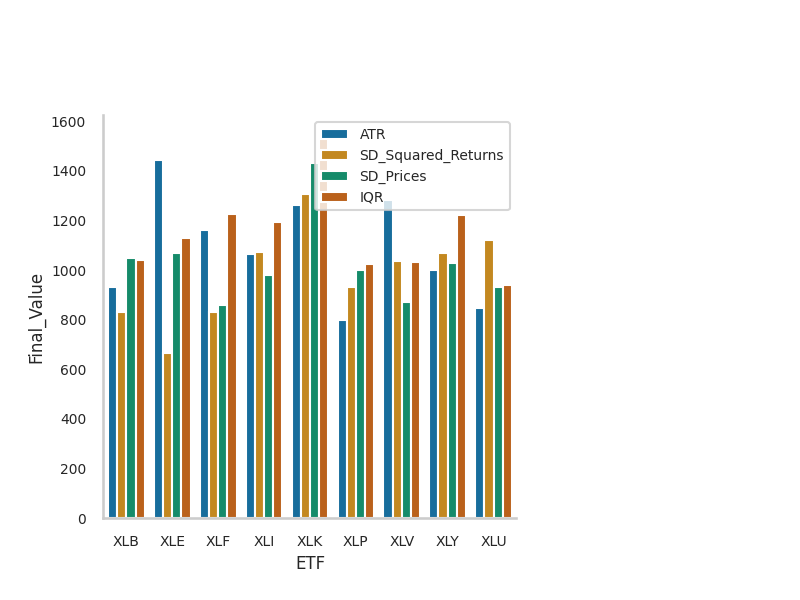 1600
1400
1200
1000
800
600
400
200
0
Final_Value
ATR
SD_Squared_Returns
SD_Prices
IQR
XLB XLE XLF XLI XLK XLP XLV XLY XLU
ETF